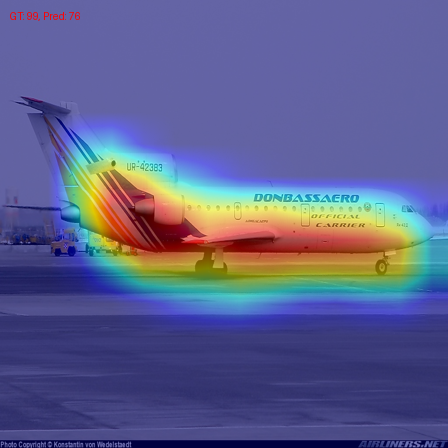 GT: 99, Pred: 76
UR-42383
DONBASSAERO
OFFICIAL
CARRIER
Photo Copyright © Konstantin von Wedelstaedt
AIRLINERS.NET